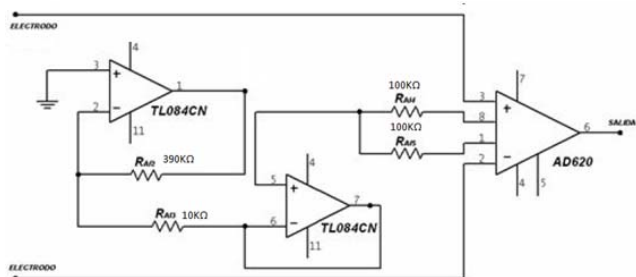 ELECTRODO
4
3
+
1
TL084CN
2
−
11
RAI2 390KΩ
RAI3 10KΩ
100KΩ
RAI4
100KΩ
RAI5
4
5
+
7
6
−
TL084CN
11
7
3
+
8
1
6
SALIDA
2
−
AD620
4
5
ELECTRODO